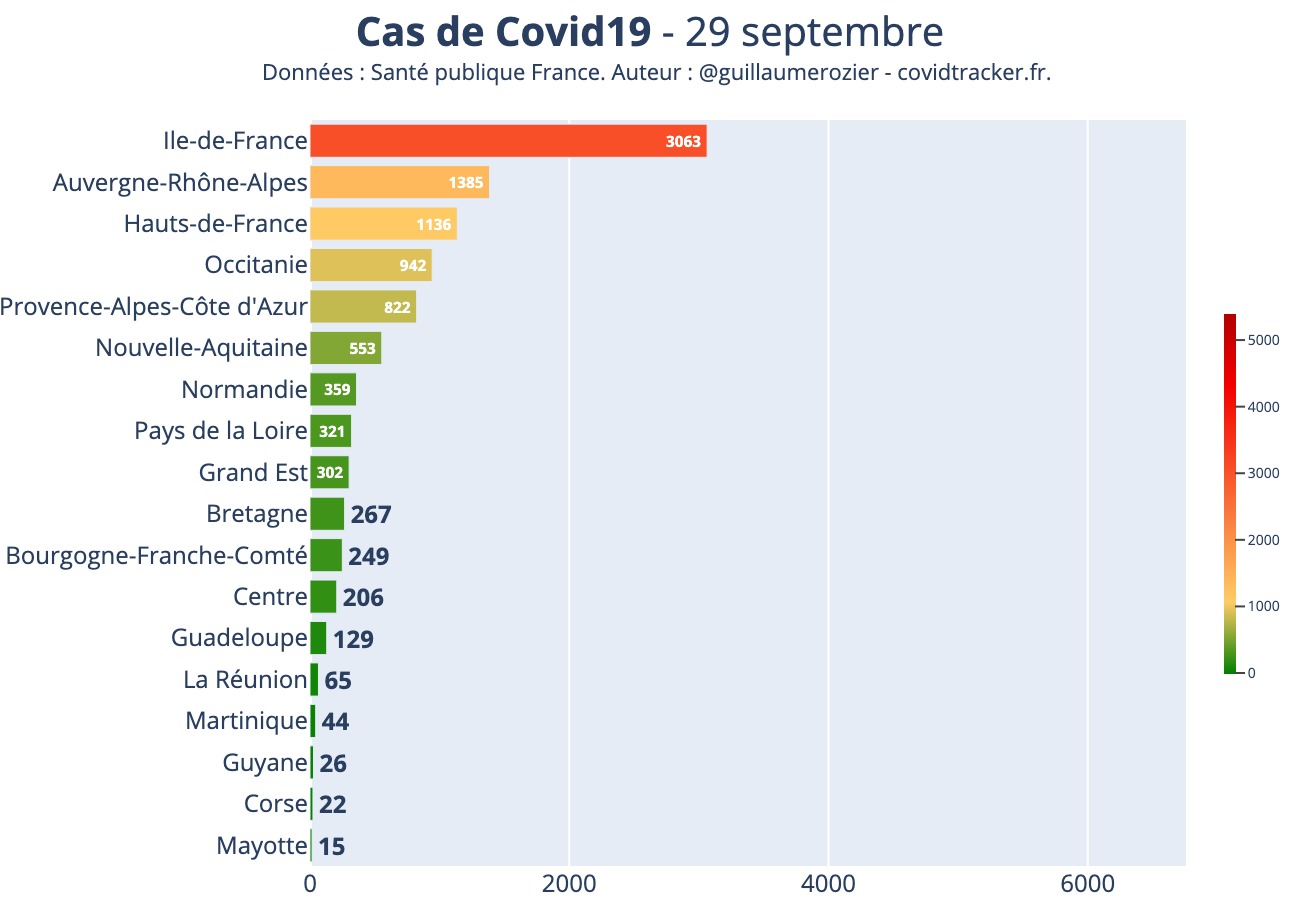 Cas de Covid19 - 29 septembre
Données : Santé publique France. Auteur : @guillaumerozier - covidtracker.fr.
Ile-de-France 3063
Auvergne-Rhône-Alpes 1385
Hauts-de-France 1136
Occitanie 942
Provence-Alpes-Côte d'Azur 822
Nouvelle-Aquitaine 553
Normandie 359
Pays de la Loire 321
Grand Est 302
Bretagne 267
Bourgogne-Franche-Comté 249
Centre 206
Guadeloupe 129
La Réunion 65
Martinique 44
Guyane 26
Corse 22
Mayotte 15
0 2000 4000 6000
5000
4000
3000
2000
1000
0